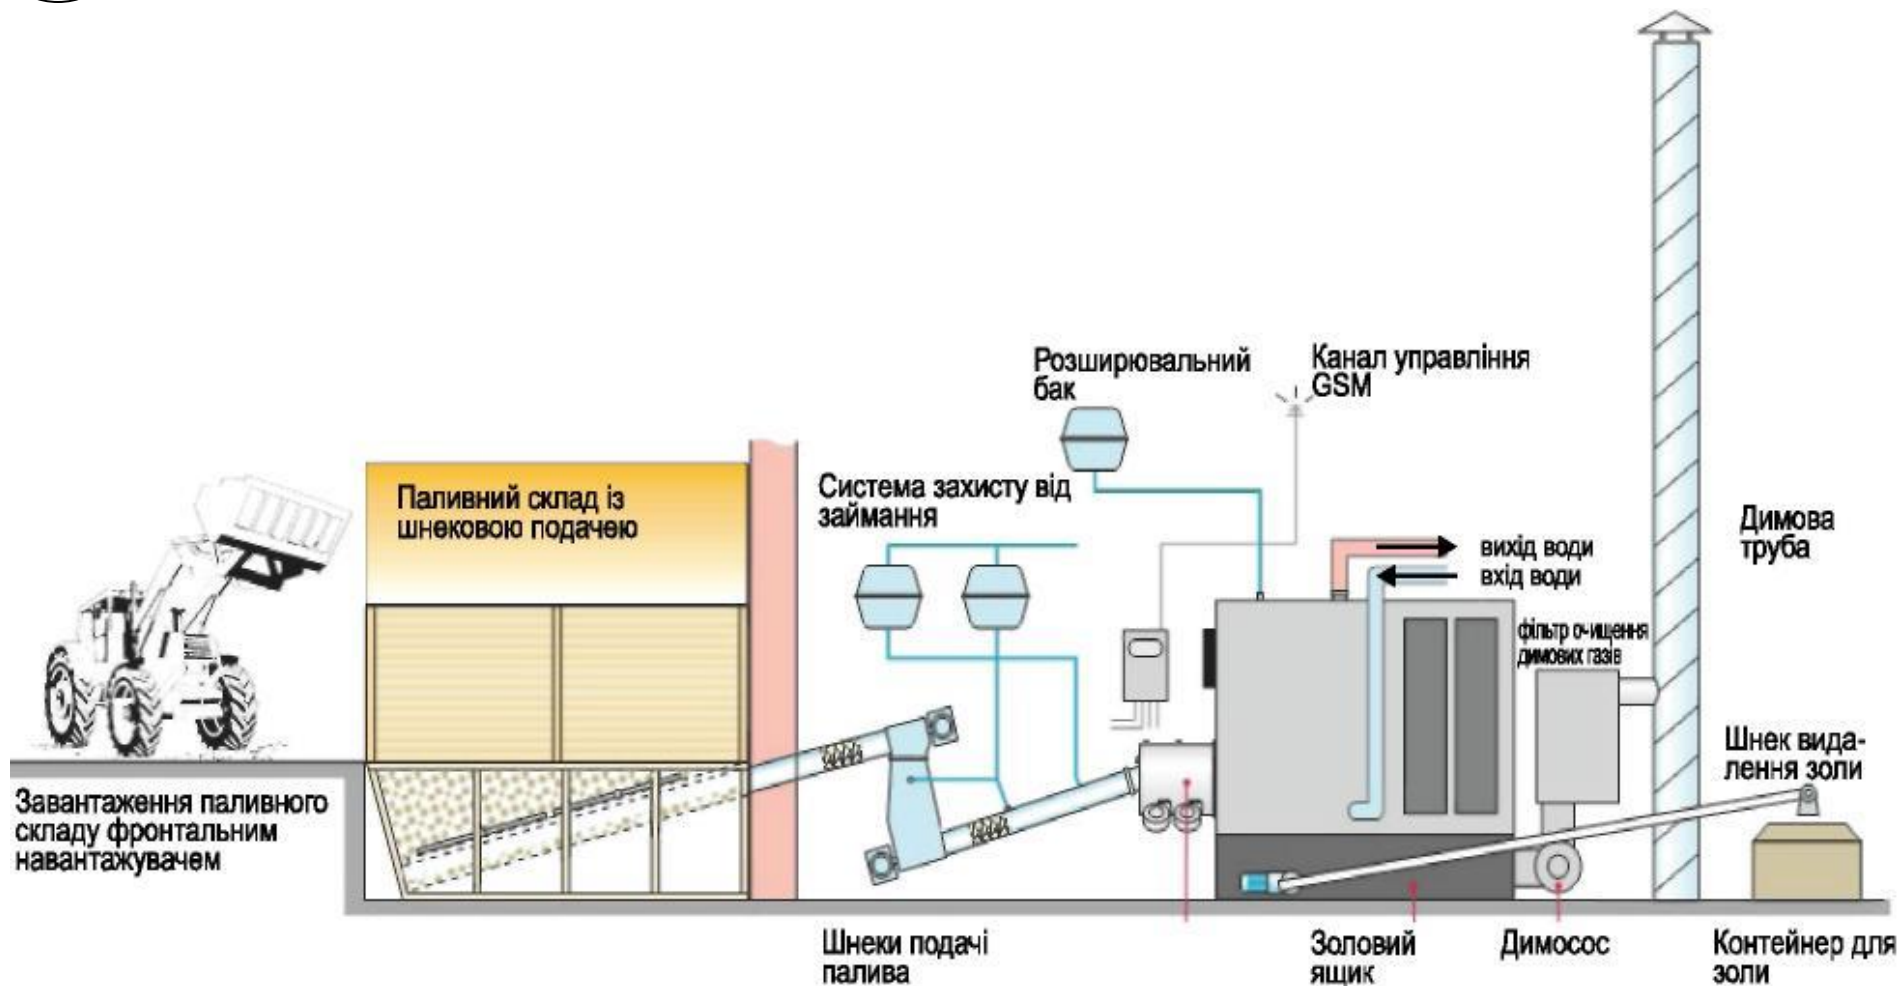 Розширювальний
бак
Канал управління
GSM
Паливний склад із
шнековою подачею
Система захисту від
займання
Димова
труба
вихід води
вхід води
фільтр очищення
димових газів
Шнек вида-
лення золи
Завантаження паливного
складу фронтальним
навантажувачем
Шнеки подачі
палива
Золовий
ящик
Димосос
Контейнер для
золи